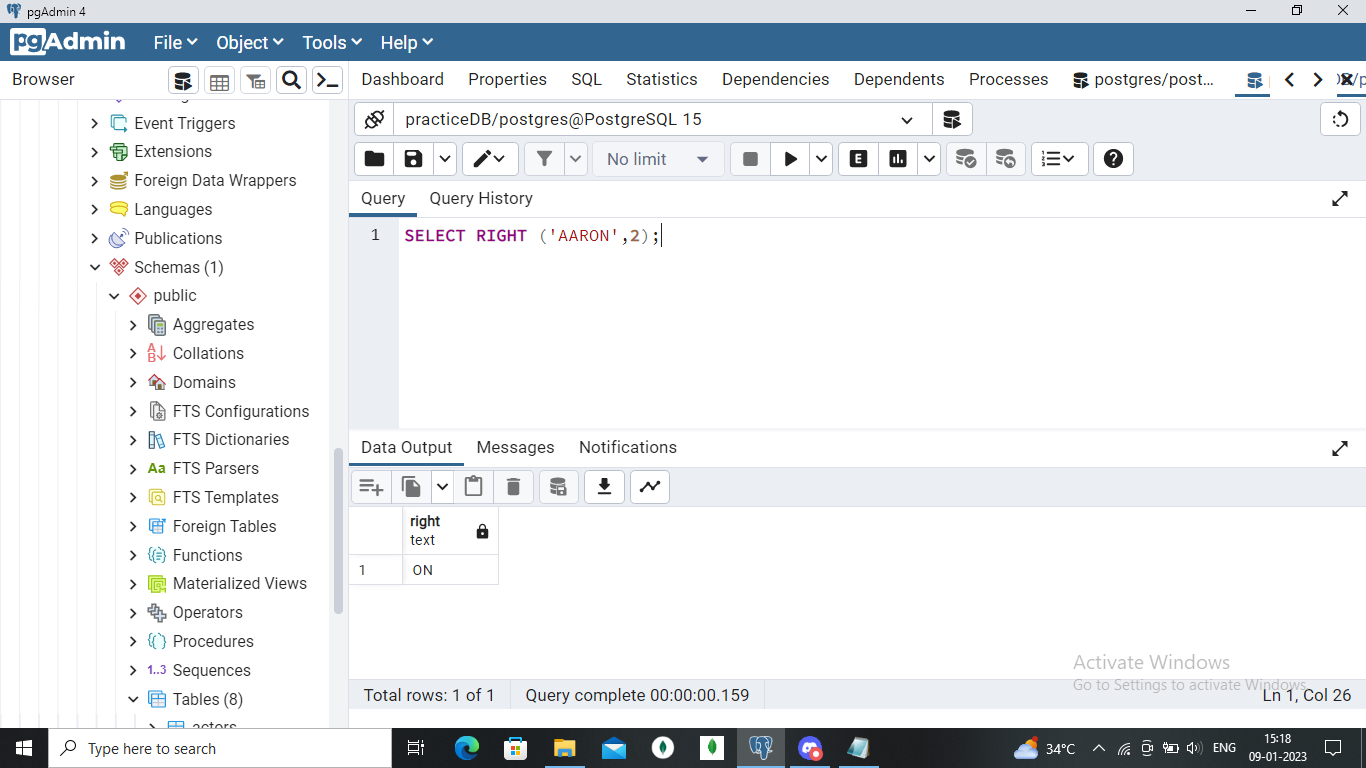 pgAdmin 4
pgAdmin File Object Tools Help
Browser
Dashboard Properties SQL Statistics Dependencies Dependents Processes postgres/post...
practiceDB/postgres@PostgreSQL 15
No limit
E
Query Query History
1 SELECT RIGHT ('AARON',2);
Event Triggers
Extensions
Foreign Data Wrappers
Languages
Publications
Schemas (1)
public
Aggregates
Collations
Domains
FTS Configurations
FTS Dictionaries
Aa FTS Parsers
FTS Templates
Foreign Tables
Functions
Materialized Views
Operators
Procedures
1..3 Sequences
Tables (8)
actors
Data Output Messages Notifications
right
text
1 ON
Activate Windows
Go to Settings to activate Windows.
Total rows: 1 of 1 Query complete 00:00:00.159 Ln 1, Col 26
Type here to search
34°C ENG
15:18
09-01-2023